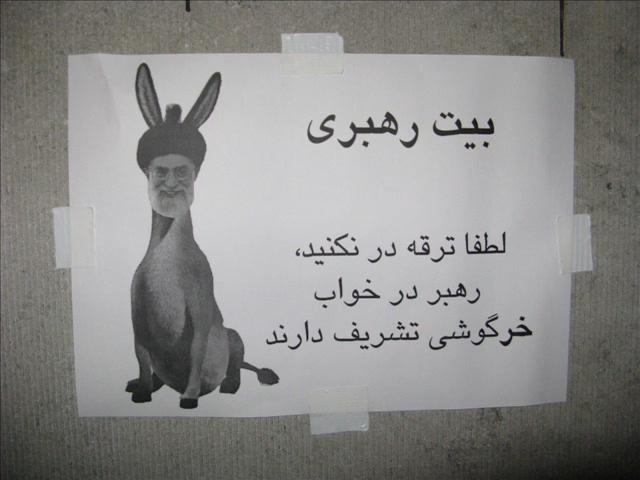 بیت رهبری
لطفا ترقه در نکنید،
رهبر در خواب
خرگوشی تشریف دارند